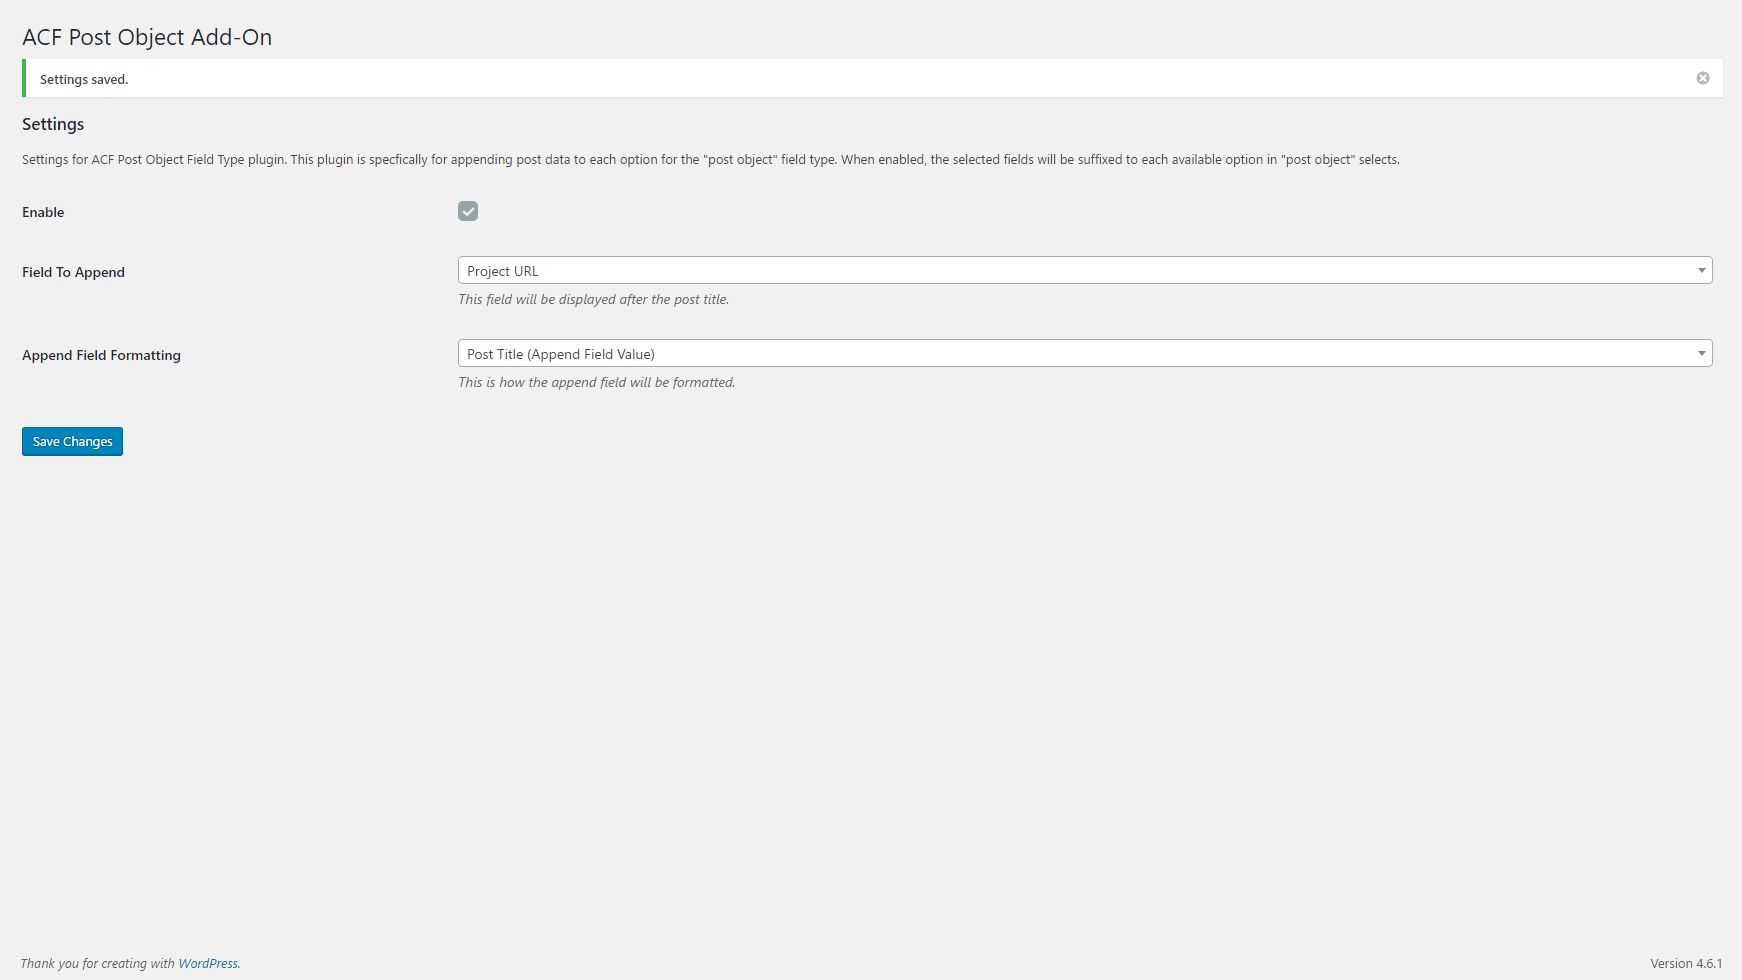 ACF Post Object Add-On
Settings saved.
Settings
Settings for ACF Post Object Field Type plugin. This plugin is specfically for appending post data to each option for the "post object" field type. When enabled, the selected fields will be suffixed to each available option in "post object" selects.
Enable
Field To Append
Project URL
This field will be displayed after the post title.
Append Field Formatting
Post Title (Append Field Value)
This is how the append field will be formatted.
Save Changes
Thank you for creating with WordPress.
Version 4.6.1